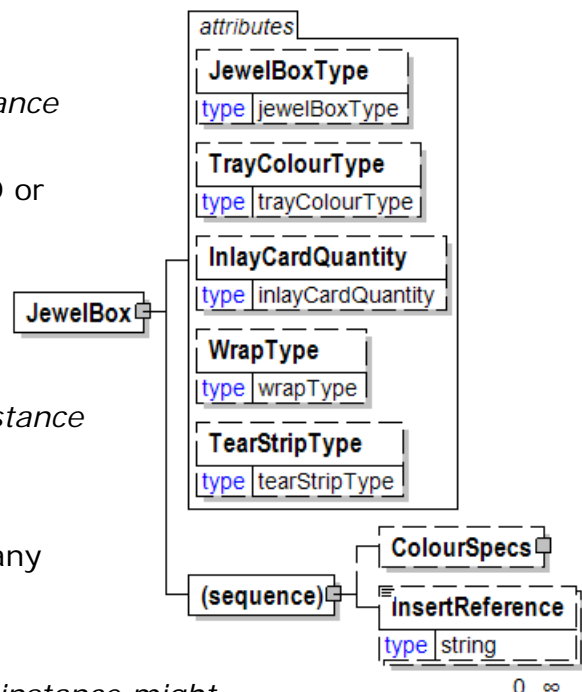 attributes
JewelBoxType
type jewelBoxType
ance
TrayColourType
type trayColourType
or
InlayCardQuantity
type inlayCardQuantity
JewelBox
WrapType
type wrapType
stance
TearStripType
type tearStripType
any
ColourSpecs
(sequence)
InsertReference
type string
0 ∞
instance might